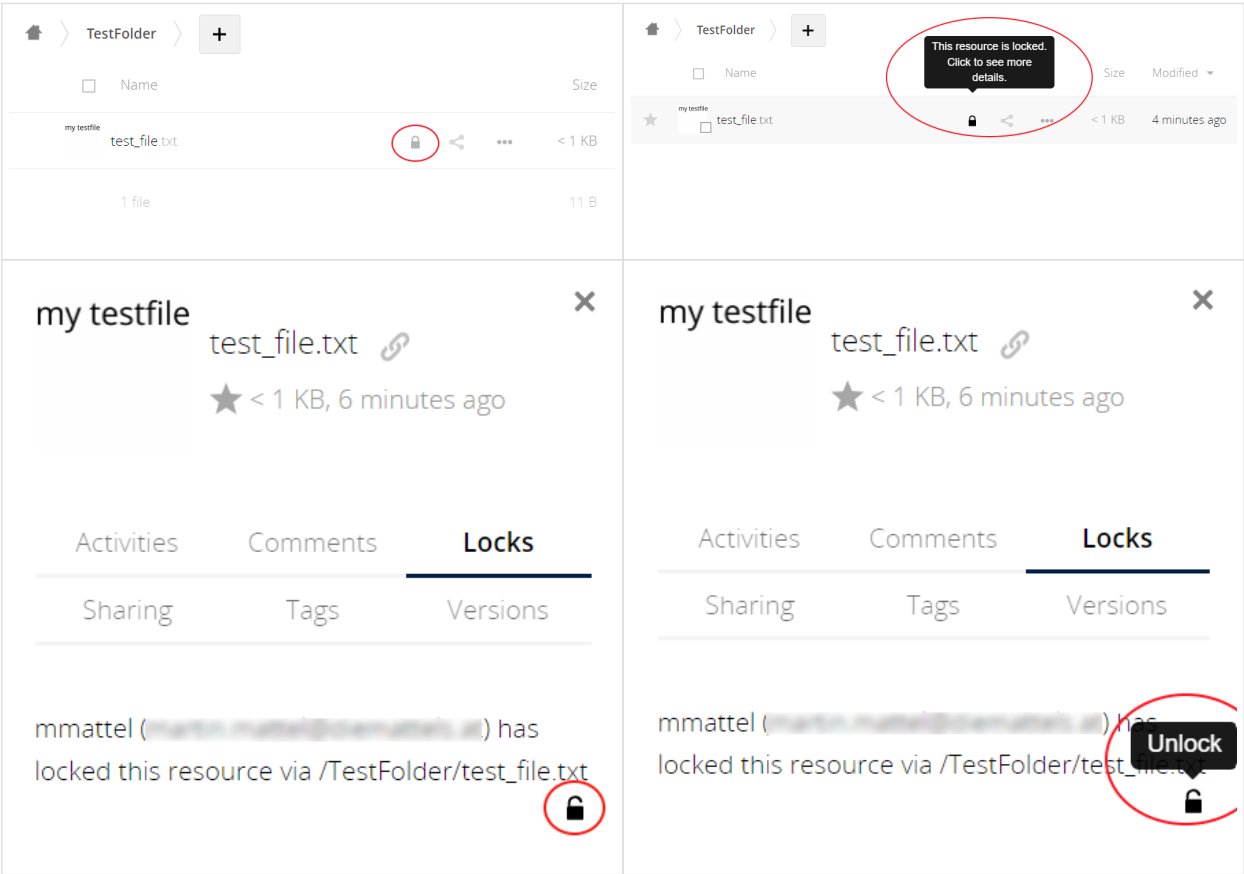 TestFolder +
Name Size
my testfile
test_file.txt ••• < 1 KB
1 file 11 B
TestFolder +
This resource is locked.
Click to see more
details.
Name Size Modified
my testfile
test_file.txt ••• < 1 KB 4 minutes ago
my testfile
test_file.txt
< 1 KB, 6 minutes ago
Activities Comments Locks
Sharing Tags Versions
mmattel ( ) has
locked this resource via /TestFolder/test_file.txt
my testfile
test_file.txt
< 1 KB, 6 minutes ago
Activities Comments Locks
Sharing Tags Versions
mmattel ( ) has
Unlock
locked this resource via /TestFolder/test_file.txt